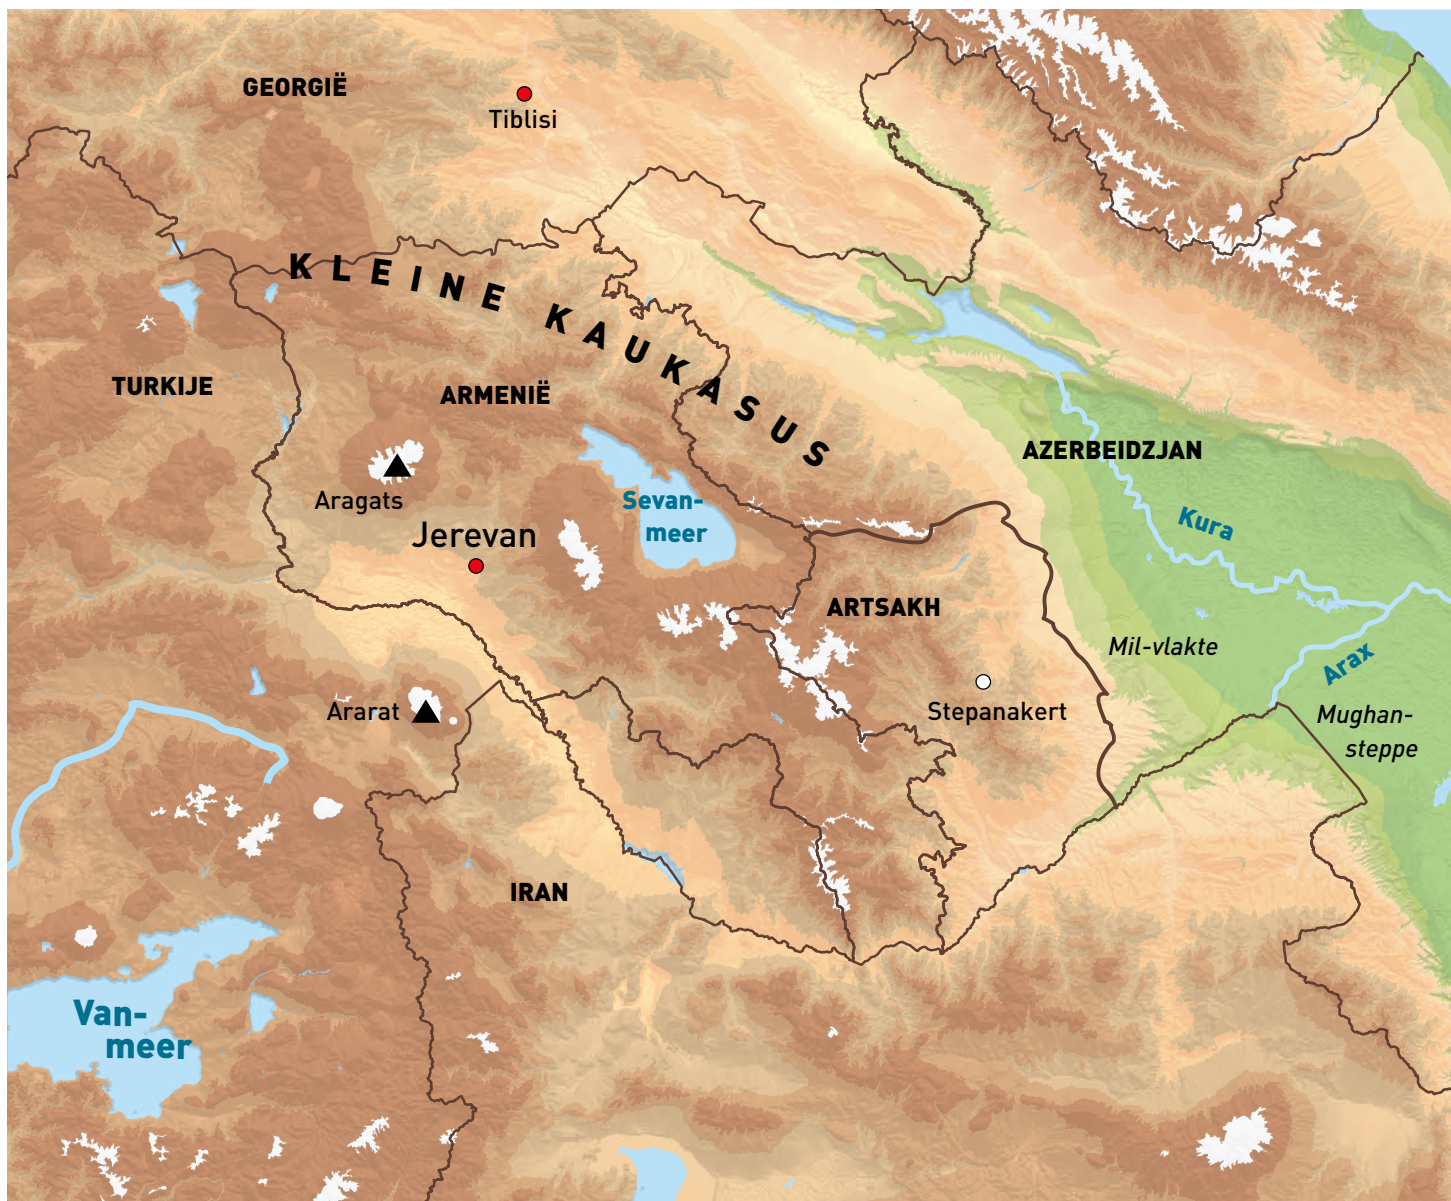 GEORGIË
Tiblisi
KLEINE KAUKASUS
TURKIJE
ARMENIË
AZERBEIDZJAN
Aragats
Sevan-
meer
Jerevan
Kura
ARTSAKH
Mil-vlakte
Arax
Ararat
Stepanakert
Mughan-
steppe
IRAN
Van-
meer